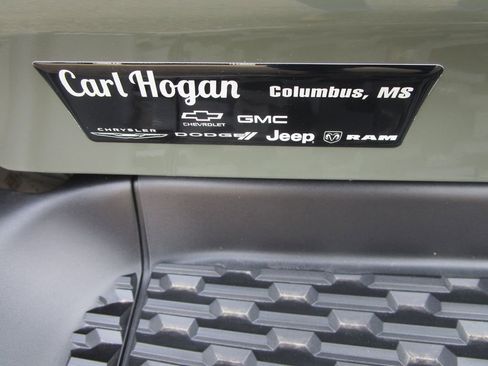 Carl Hogan Columbus, MS
CHEVROLET GMC
CHRYSLER DODGE Jeep RAM